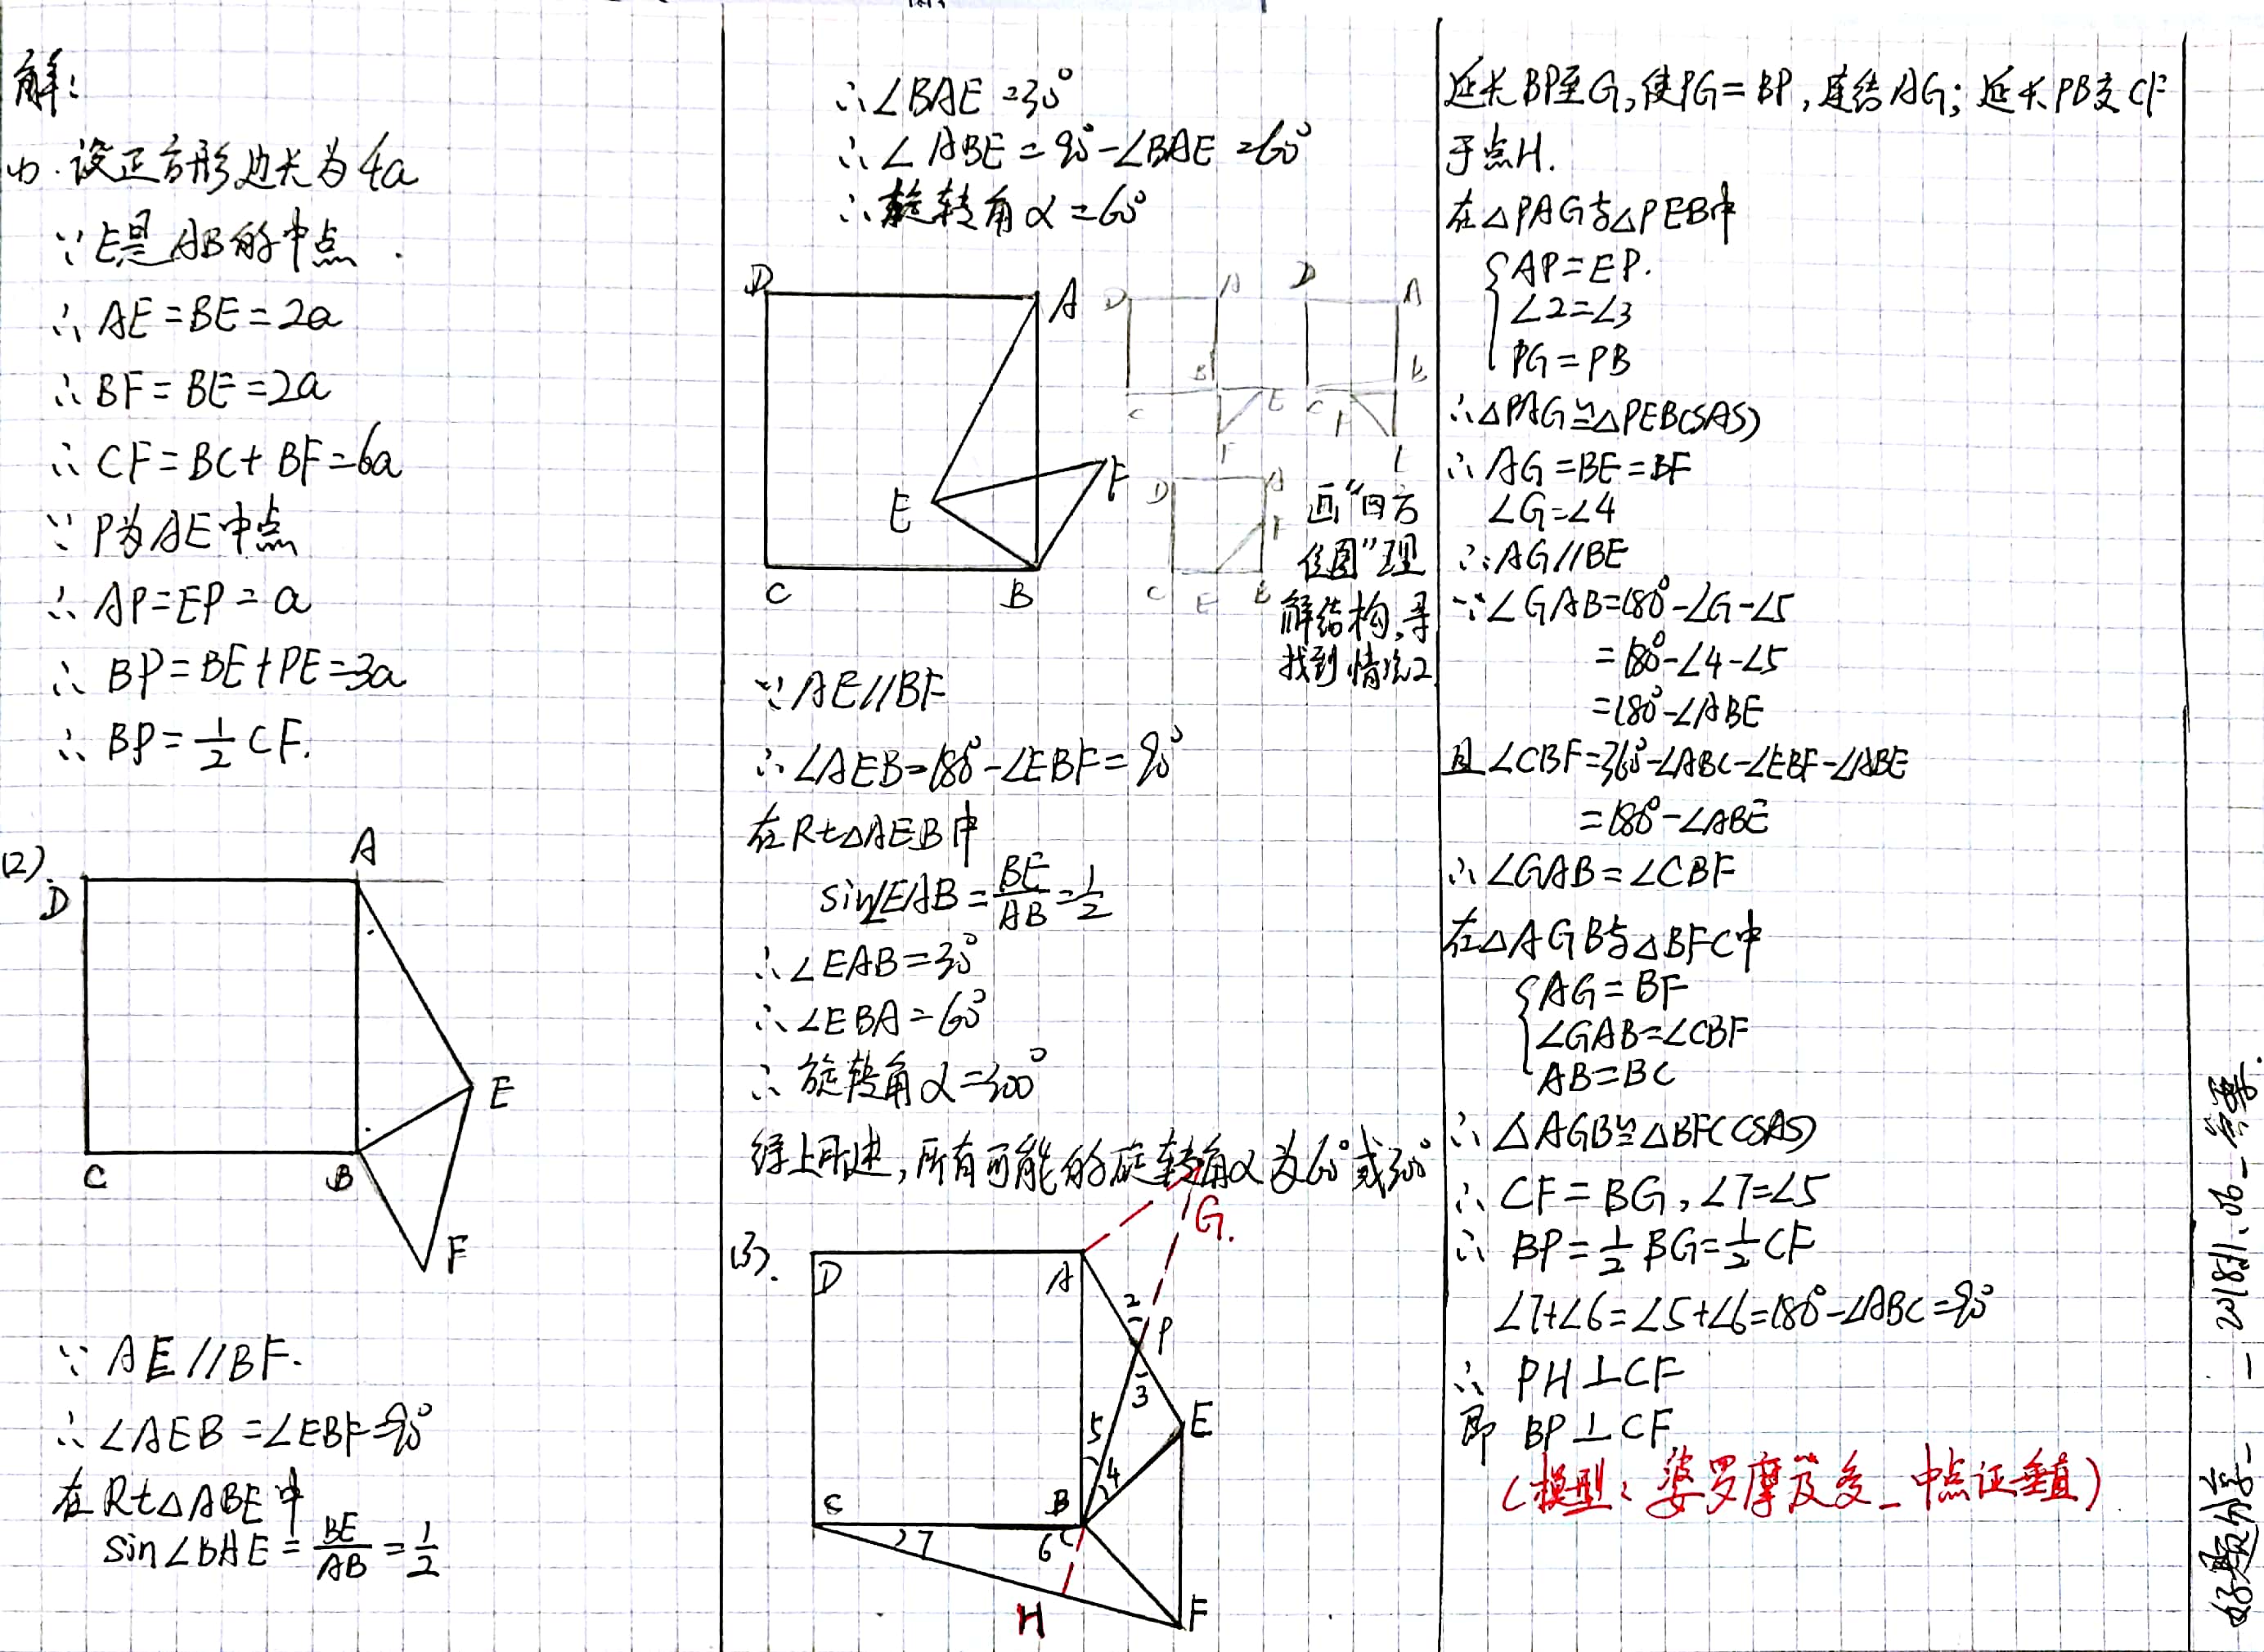 解:
(1). 设正方形边长为4a
∵ E是AB的中点.
∴ AE=BE=2a
∴ BF=BE=2a
∴ CF=BC+BF=6a
∵ P为AE中点
∴ AP=EP=a
∴ BP=BE+PE=3a
∴ BP=1/2 CF.
(2).
A
D
E
C
B
F
∵ AE//BF.
∴ ∠AEB=∠EBF=90°
在Rt△ABE中
sin∠BAE=BE/AB=1/2
∴∠BAE=30°
∴∠ABE=90°-∠BAE=60°
∴旋转角α=60°
D A
E F
C B
D A
B
C E
F
D A
B
C F
E
D A
F
C E B
画“四方
位图”理
解结构,寻
找到情况2
∵AE//BF
∴∠AEB=180°-∠EBF=90°
在Rt△AEB中
sin∠EAB=BE/AB=1/2
∴∠EAB=30°
∴∠EBA=60°
∴旋转角α=300°
综上所述,所有可能的旋转角α为60°或300°
G.
(3).
D A
2
P
3
E
5
4
C B
7 6
H F
延长BP至G,使PG=BP,连结AG; 延长PB交CF
于点H.
在△PAG与△PEB中
AP=EP.
∠2=∠3
PG=PB
∴△PAG≌△PEB(SAS)
∴AG=BE=BF
∠G=∠4
∴AG//BE
∵∠GAB=180°-∠G-∠5
=180°-∠4-∠5
=180°-∠ABE
且∠CBF=360°-∠ABC-∠EBF-∠ABE
=180°-∠ABE
∴∠GAB=∠CBF
在△AGB与△BFC中
AG=BF
∠GAB=∠CBF
AB=BC
∴△AGB≌△BFC(SAS)
∴CF=BG,∠7=∠5
∴BP=1/2 BG=1/2 CF
∠7+∠6=∠5+∠6=180°-∠ABC=90°
∴ PH⊥CF
即 BP⊥CF
(模型:婆罗摩笈多_中点证垂直)
好题分享